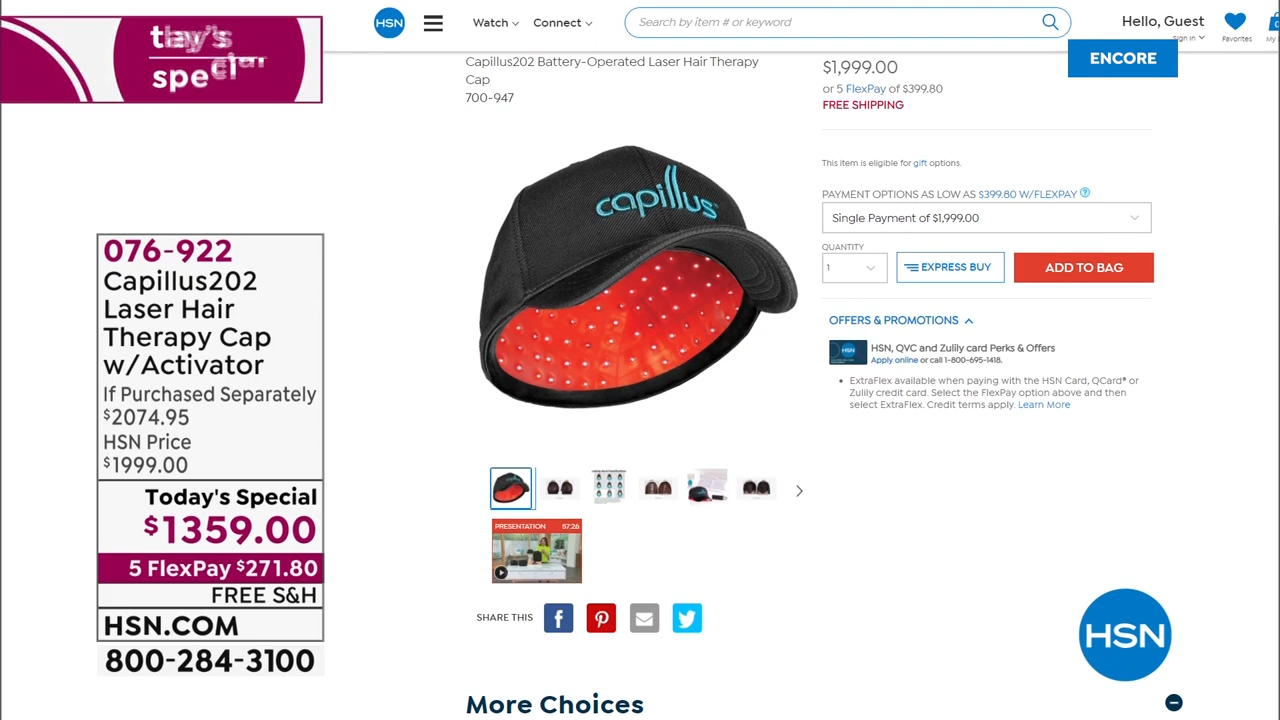 today's
special
076-922
Capillus202
Laser Hair
Therapy Cap
w/Activator
If Purchased Separately
$2074.95
HSN Price
$1999.00
Today's Special
$1359.00
5 FlexPay $271.80
FREE S&H
HSN.COM
800-284-3100
HSN
Watch
Connect
Search by item # or keyword
Hello, Guest
Sign In
Favorites
My
ENCORE
Capillus202 Battery-Operated Laser Hair Therapy
Cap
700-947
capillus
$1,999.00
or 5 FlexPay of $399.80
FREE SHIPPING
This item is eligible for gift options.
PAYMENT OPTIONS AS LOW AS $399.80 W/FLEXPAY ?
Single Payment of $1,999.00
QUANTITY
1
EXPRESS BUY
ADD TO BAG
OFFERS & PROMOTIONS
HSN
HSN, QVC and Zulily card Perks & Offers
Apply online or call 1-800-695-1418.
• ExtraFlex available when paying with the HSN Card, QCard® or
Zulily credit card. Select the FlexPay option above and then
select ExtraFlex. Credit terms apply. Learn More
PRESENTATION 57:26
SHARE THIS
HSN
More Choices